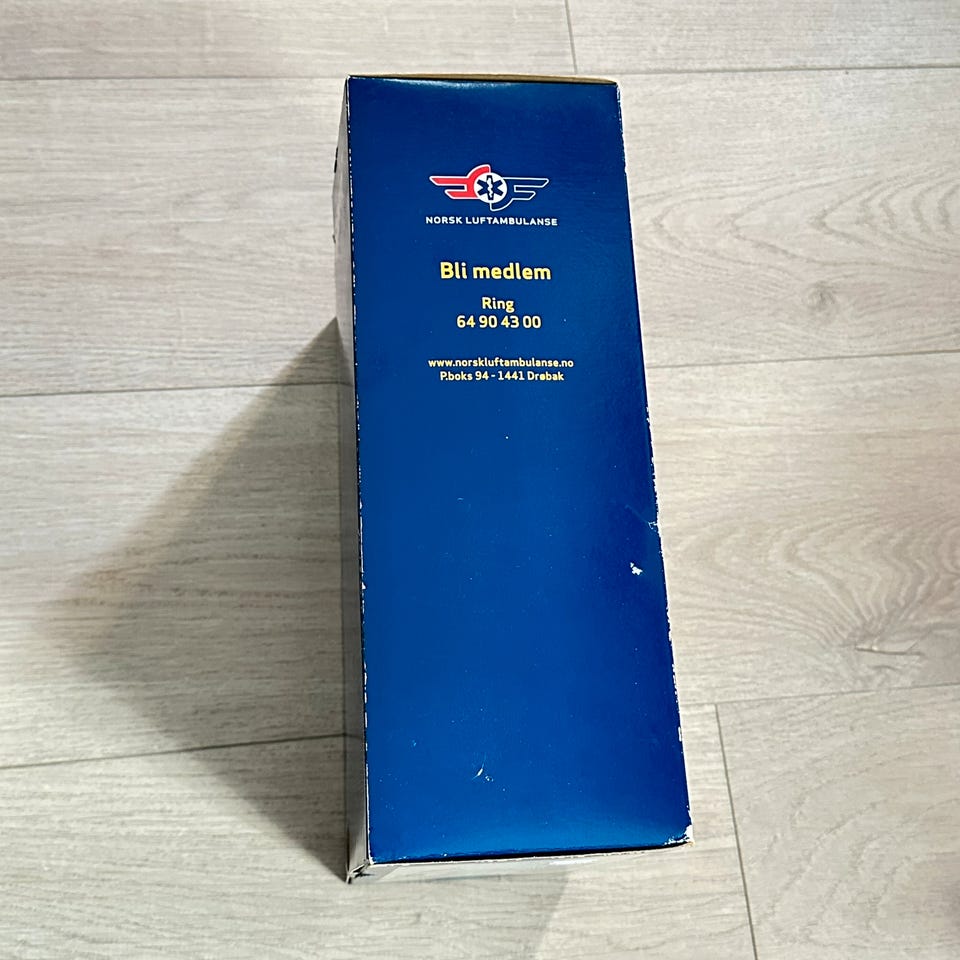 NORSK LUFTAMBULANSE
Bli medlem
Ring
64 90 43 00
www.norskluftambulanse.no
P.boks 94 - 1441 Drøbak